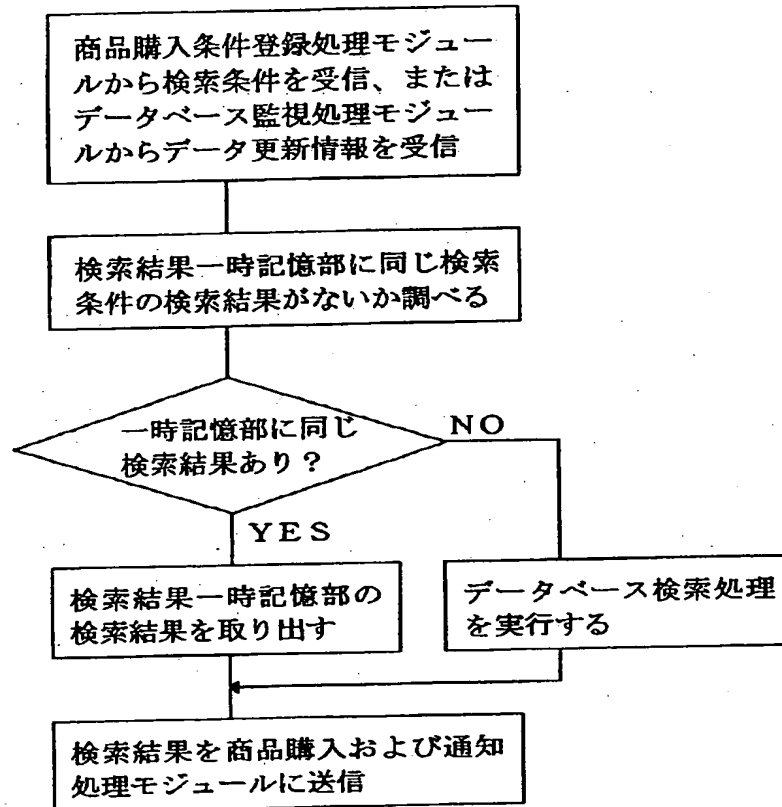 商品購入条件登録処理モジュー
ルから検索条件を受信、または
データベース監視処理モジュー
ルからデータ更新情報を受信
検索結果一時記憶部に同じ検索
条件の検索結果がないか調べる
一時記憶部に同じ
検索結果あり？
NO
YES
検索結果一時記憶部の
検索結果を取り出す
データベース検索処理
を実行する
検索結果を商品購入および通知
処理モジュールに送信